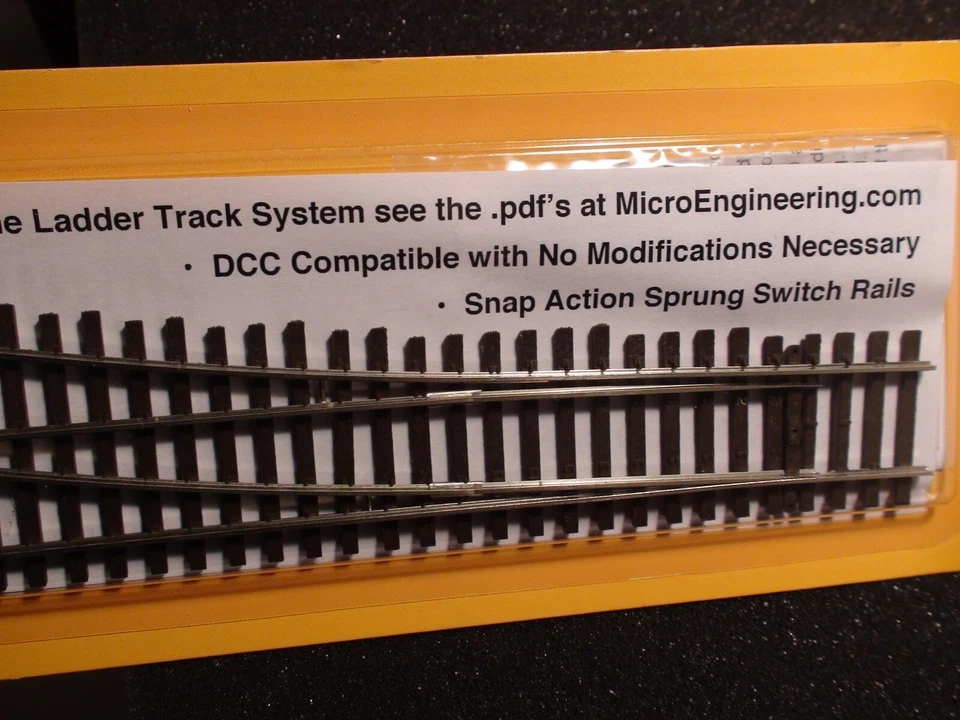 e Ladder Track System see the .pdf's at MicroEngineering.com
• DCC Compatible with No Modifications Necessary
• Snap Action Sprung Switch Rails